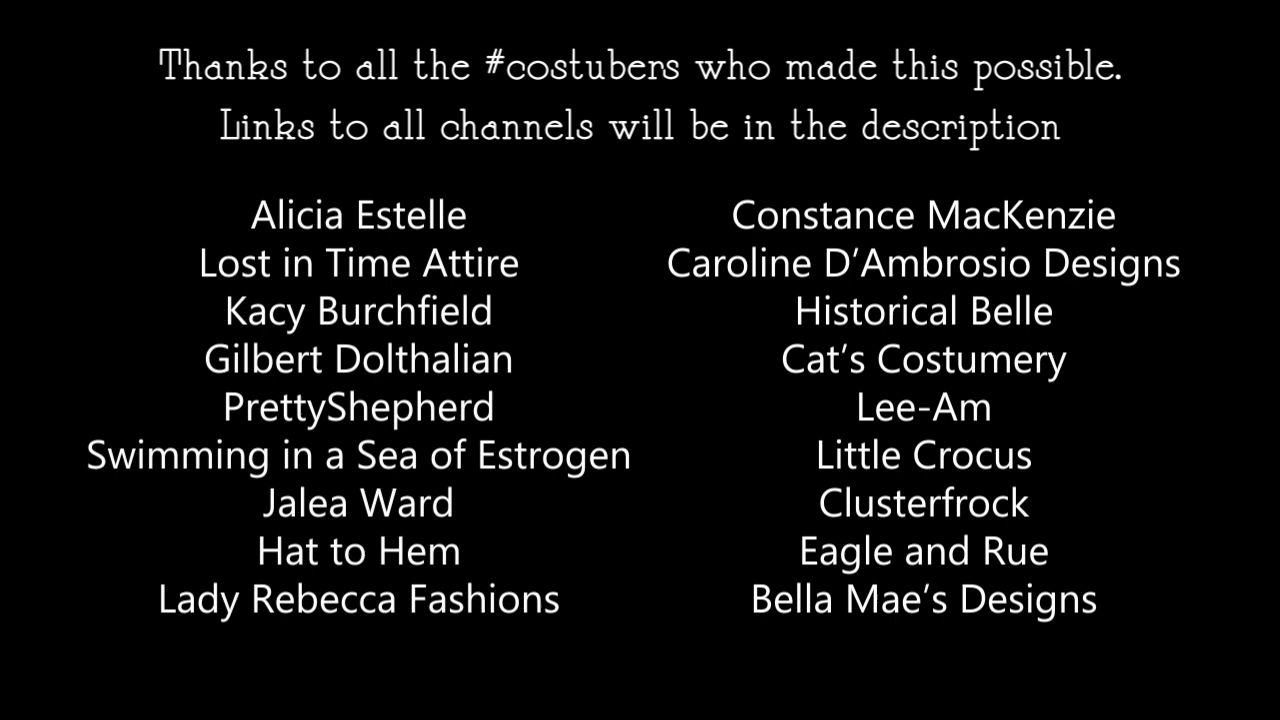 Thanks to all the #costubers who made this possible.
Links to all channels will be in the description
Alicia Estelle
Lost in Time Attire
Kacy Burchfield
Gilbert Dolthalian
PrettyShepherd
Swimming in a Sea of Estrogen
Jalea Ward
Hat to Hem
Lady Rebecca Fashions
Constance MacKenzie
Caroline D’Ambrosio Designs
Historical Belle
Cat’s Costumery
Lee-Am
Little Crocus
Clusterfrock
Eagle and Rue
Bella Mae’s Designs